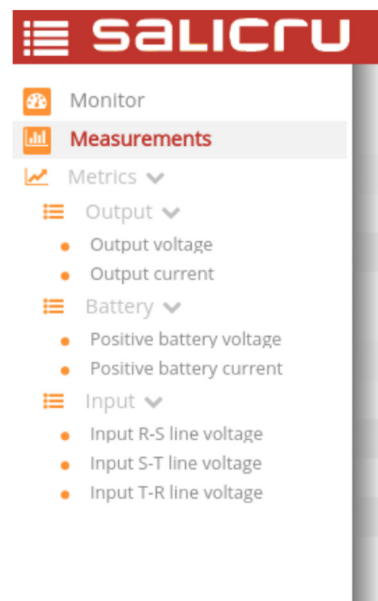 salicru
Monitor
Measurements
Metrics
Output
Output voltage
Output current
Battery
Positive battery voltage
Positive battery current
Input
Input R-S line voltage
Input S-T line voltage
Input T-R line voltage